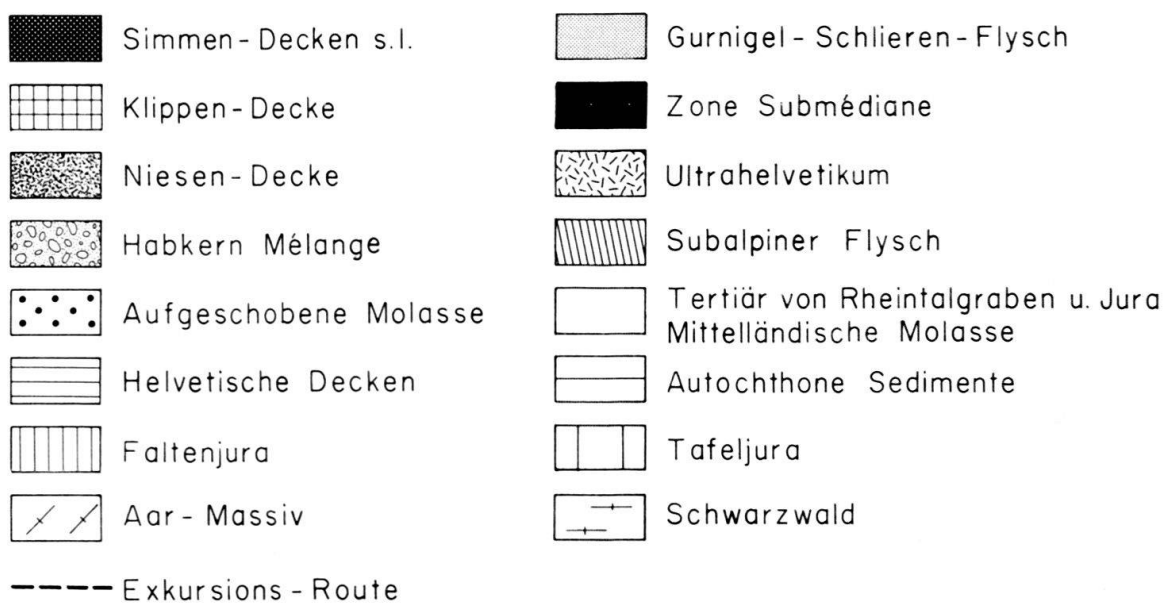 Simmen-Decken s.l.
Klippen-Decke
Niesen-Decke
Habkern Mélange
Aufgeschobene Molasse
Helvetische Decken
Faltenjura
Aar-Massiv
Exkursions-Route
Gurnigel-Schlieren-Flysch
Zone Submédiane
Ultrahelvetikum
Subalpiner Flysch
Tertiär von Rheintalgraben u. Jura
Mittelländische Molasse
Autochthone Sedimente
Tafeljura
Schwarzwald